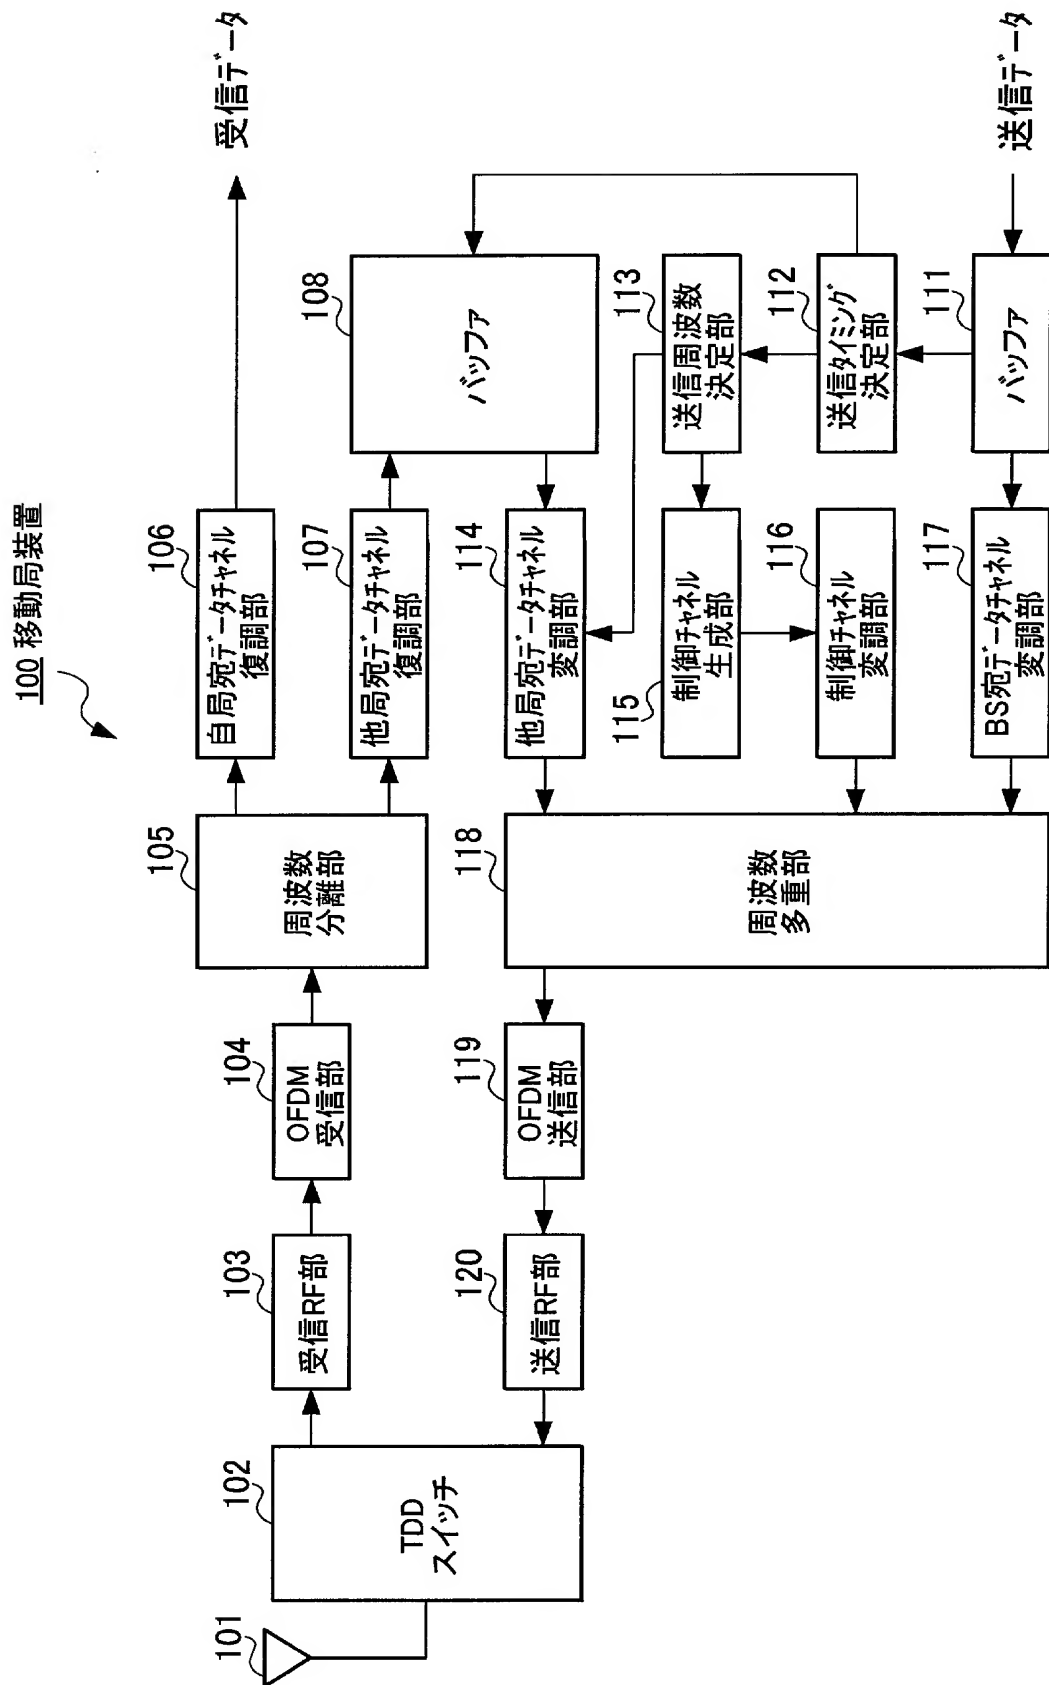 100 移動局装置
101
102
TDD
スイッチ
103
受信RF部
104
OFDM
受信部
105
周波数
分離部
106
自局宛データチャネル
復調部
受信データ
107
他局宛データチャネル
復調部
108
バッファ
114
他局宛データチャネル
変調部
113
送信周波数
決定部
115
制御チャネル
生成部
112
送信タイミング
決定部
116
制御チャネル
変調部
111
バッファ
送信データ
117
BS宛データチャネル
変調部
118
周波数
多重部
119
OFDM
送信部
120
送信RF部